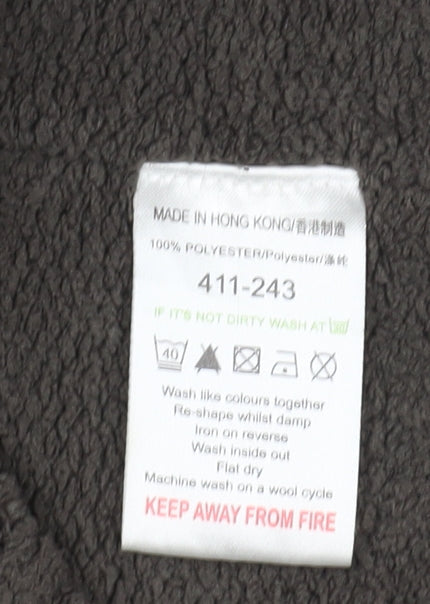 MADE IN HONG KONG/香港制造
100% POLYESTER/Polyester/涤纶
411-243
IF IT'S NOT DIRTY WASH AT 30
40
Wash like colours together
Re-shape whilst damp
Iron on reverse
Wash inside out
Flat dry
Machine wash on a wool cycle
KEEP AWAY FROM FIRE